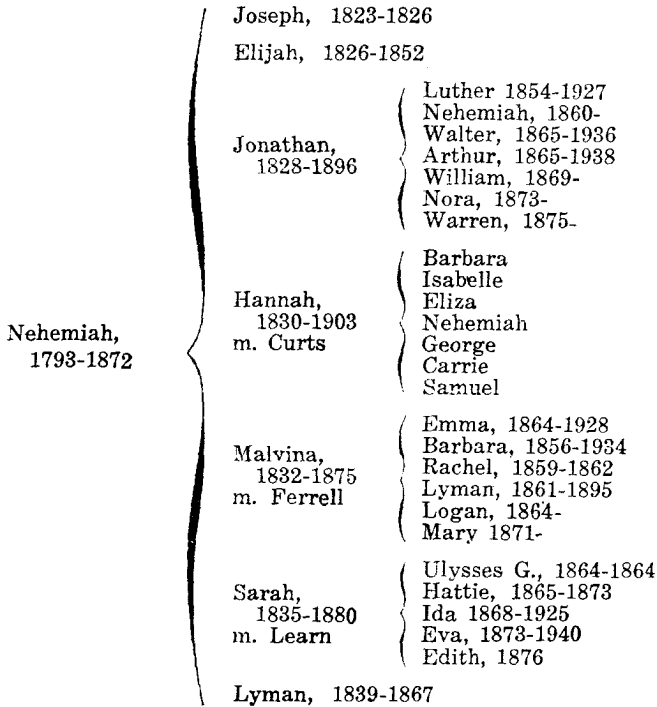 Nehemiah,
1793-1872
Joseph, 1823-1826
Elijah, 1826-1852
Jonathan,
1828-1896
Luther 1854-1927
Nehemiah, 1860-
Walter, 1865-1936
Arthur, 1865-1938
William, 1869-
Nora, 1873-
Warren, 1875-
Hannah,
1830-1903
m. Curts
Barbara
Isabelle
Eliza
Nehemiah
George
Carrie
Samuel
Malvina,
1832-1875
m. Ferrell
Emma, 1864-1928
Barbara, 1856-1934
Rachel, 1859-1862
Lyman, 1861-1895
Logan, 1864-
Mary 1871-
Sarah,
1835-1880
m. Learn
Ulysses G., 1864-1864
Hattie, 1865-1873
Ida 1868-1925
Eva, 1873-1940
Edith, 1876
Lyman, 1839-1867